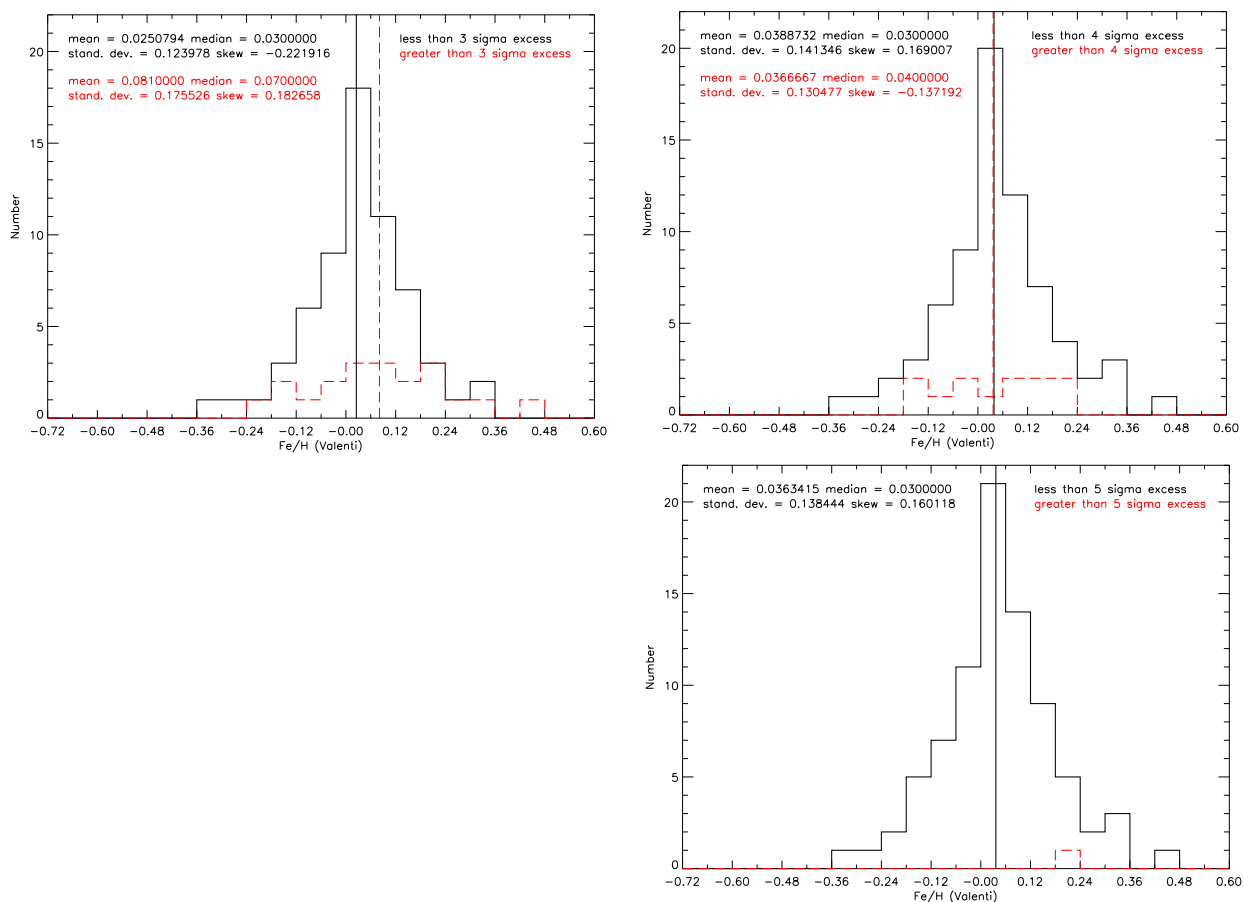 mean = 0.0250794 median = 0.0300000
stand. dev. = 0.123978 skew = −0.221916
mean = 0.0810000 median = 0.0700000
stand. dev. = 0.175526 skew = 0.182658
less than 3 sigma excess
greater than 3 sigma excess
20
15
10
5
0
Number
−0.72 −0.60 −0.48 −0.36 −0.24 −0.12 −0.00 0.12 0.24 0.36 0.48 0.60
Fe/H (Valenti)
mean = 0.0388732 median = 0.0300000
stand. dev. = 0.141346 skew = 0.169007
mean = 0.0366667 median = 0.0400000
stand. dev. = 0.130477 skew = −0.137192
less than 4 sigma excess
greater than 4 sigma excess
20
15
10
5
0
Number
−0.72 −0.60 −0.48 −0.36 −0.24 −0.12 −0.00 0.12 0.24 0.36 0.48 0.60
Fe/H (Valenti)
mean = 0.0363415 median = 0.0300000
stand. dev. = 0.138444 skew = 0.160118
less than 5 sigma excess
greater than 5 sigma excess
20
15
10
5
0
Number
−0.72 −0.60 −0.48 −0.36 −0.24 −0.12 −0.00 0.12 0.24 0.36 0.48 0.60
Fe/H (Valenti)